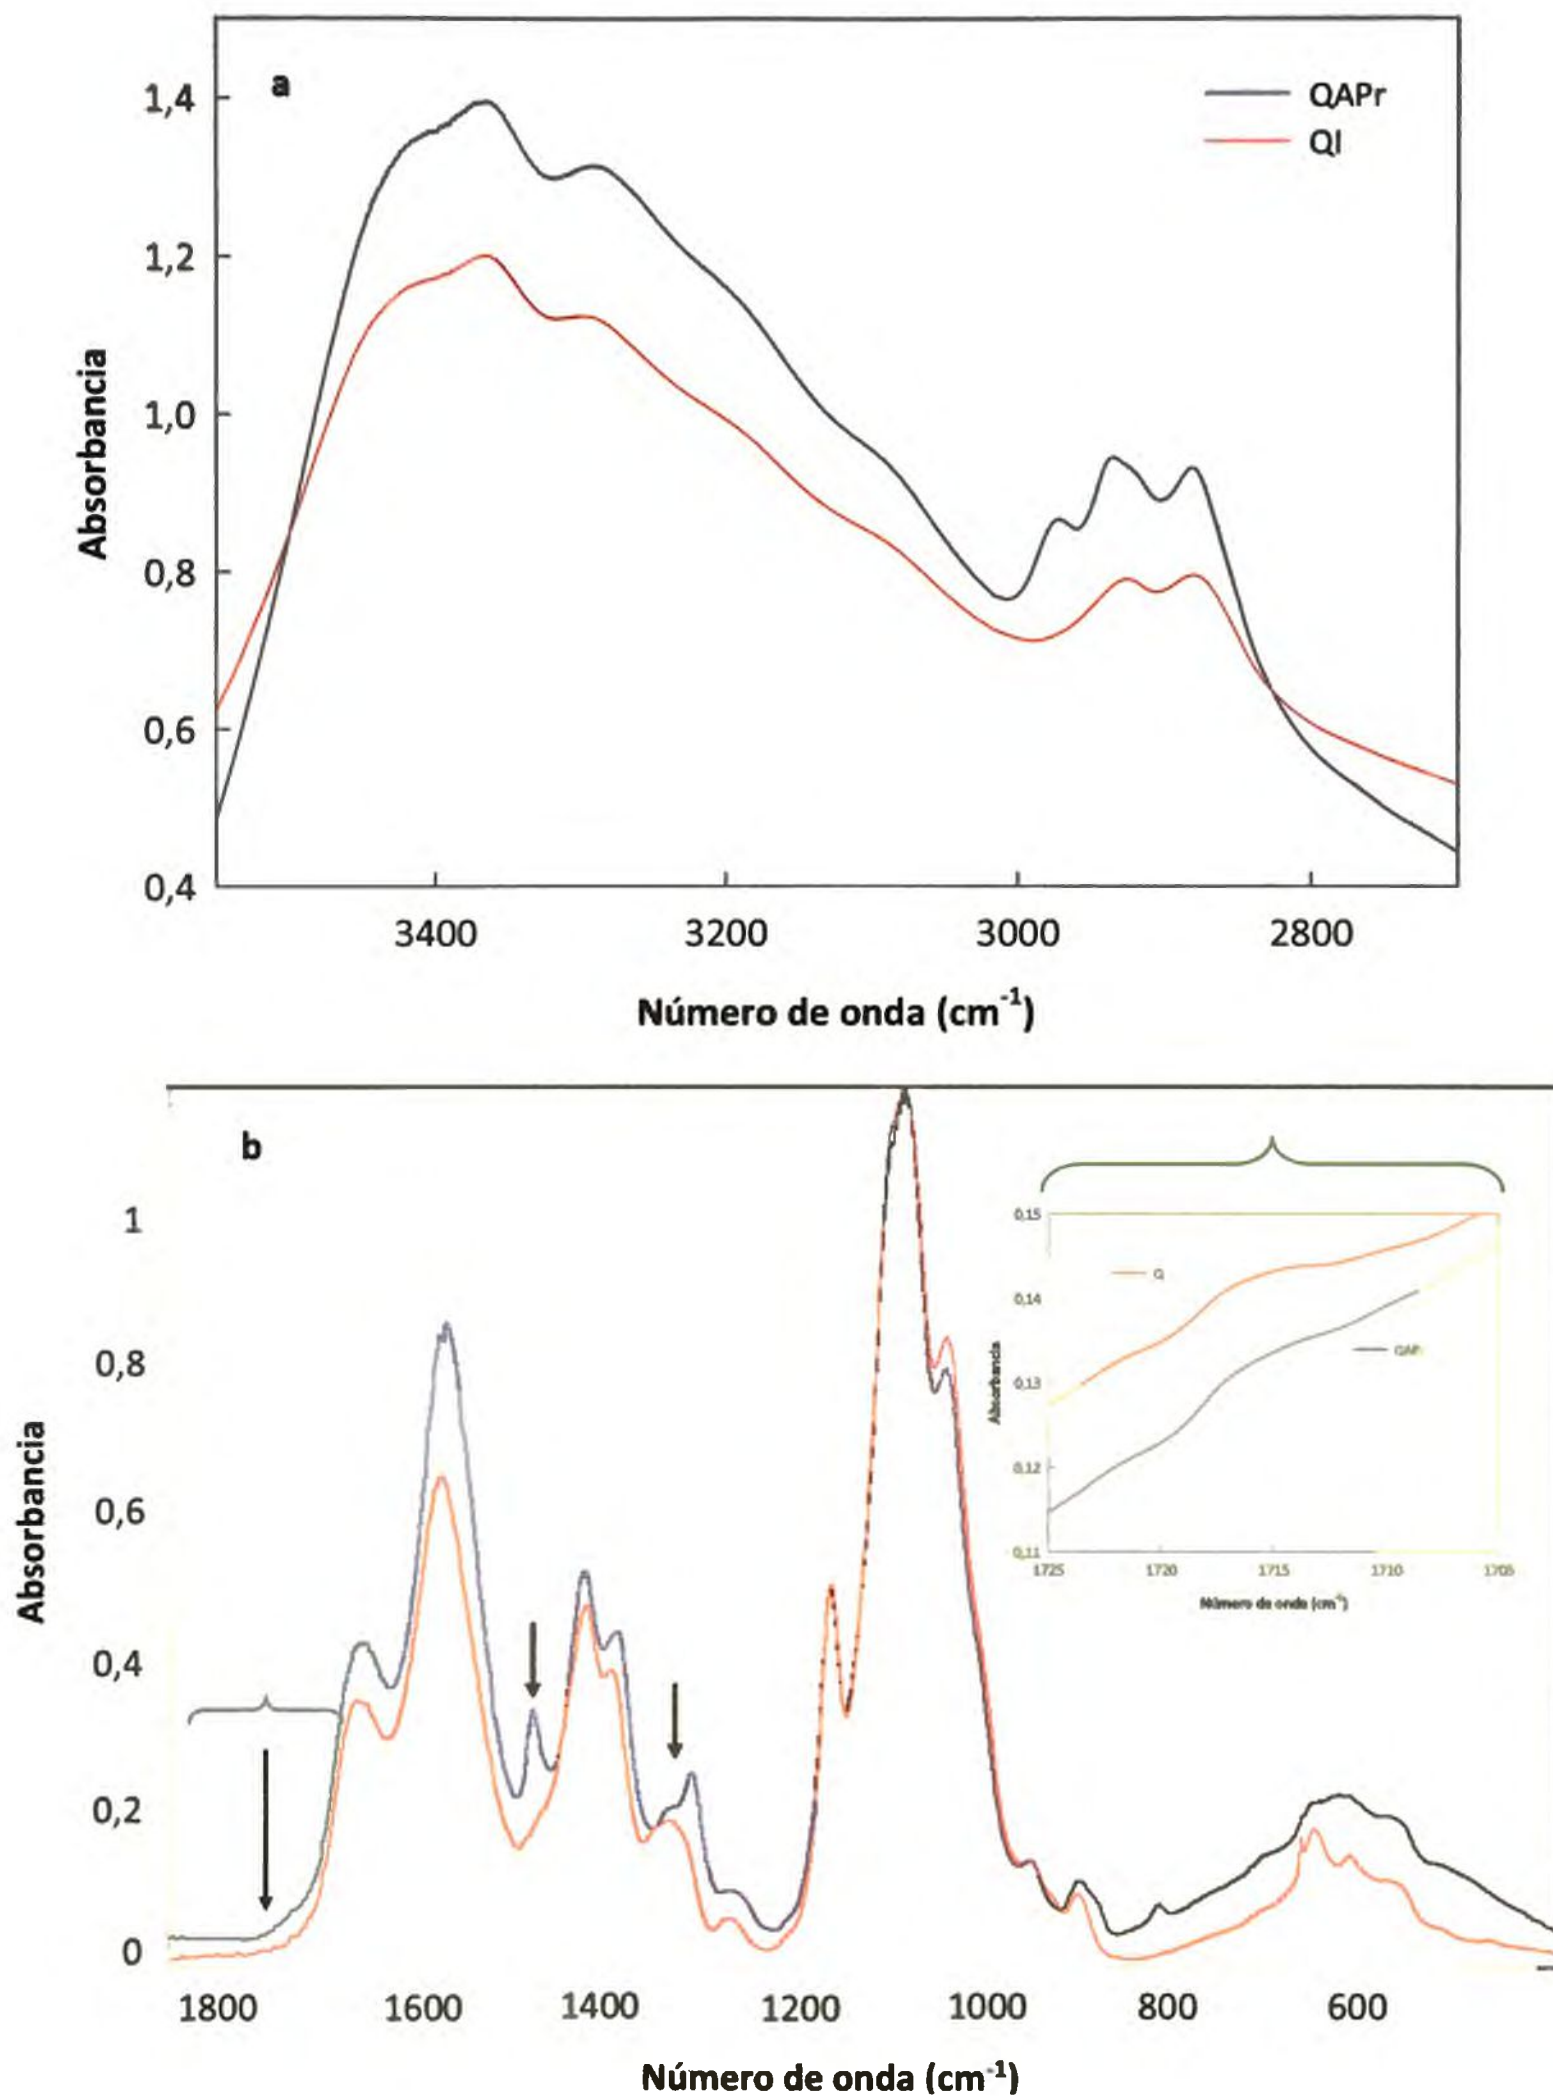 a
QAPr
QI
1,4
1,2
1,0
0,8
0,6
0,4
Absorbancia
3400 3200 3000 2800
Número de onda (cm-1)
b
1
0,8
0,6
0,4
0,2
0
Absorbancia
0,15
0,14
0,13
0,12
0,11
Absorbancia
Q
QAP
1725 1720 1715 1710 1705
Número de onda (cm-1)
1800 1600 1400 1200 1000 800 600
Número de onda (cm-1)